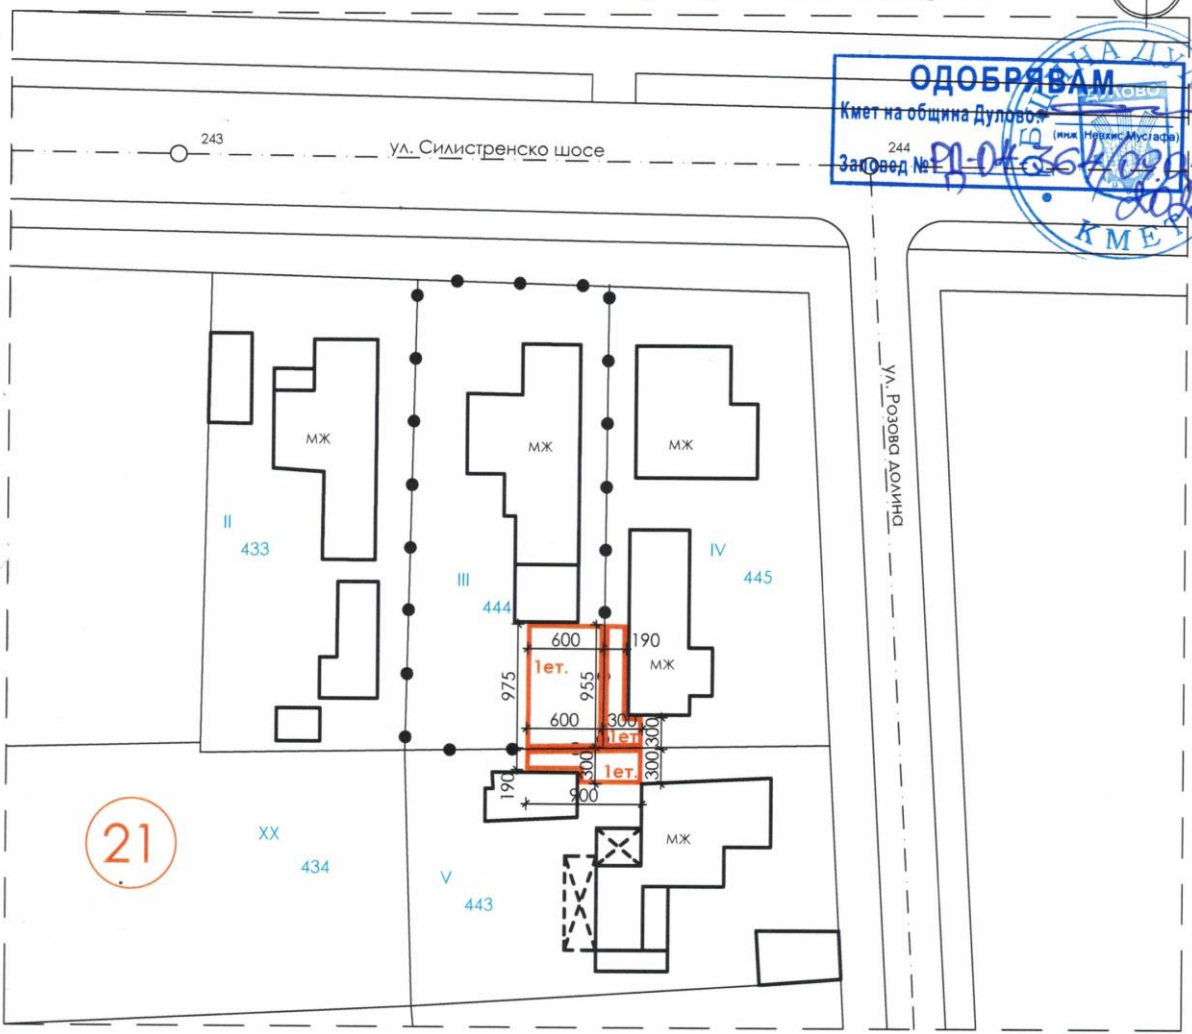 ОДОБРЯВАМ
Кмет на община Дулово:
(инж. Невхис Мустафа)
Заповед №
ОБЩИНА
КМЕТ
243
ул. Силистренско шосе
244
ул. Розова долина
МЖ
МЖ
МЖ
II
433
III
444
IV
445
600
190
1ет.
МЖ
975
955
600
300
300
1ет.
300
1ет.
300
190
900
21
XX
434
V
443
МЖ